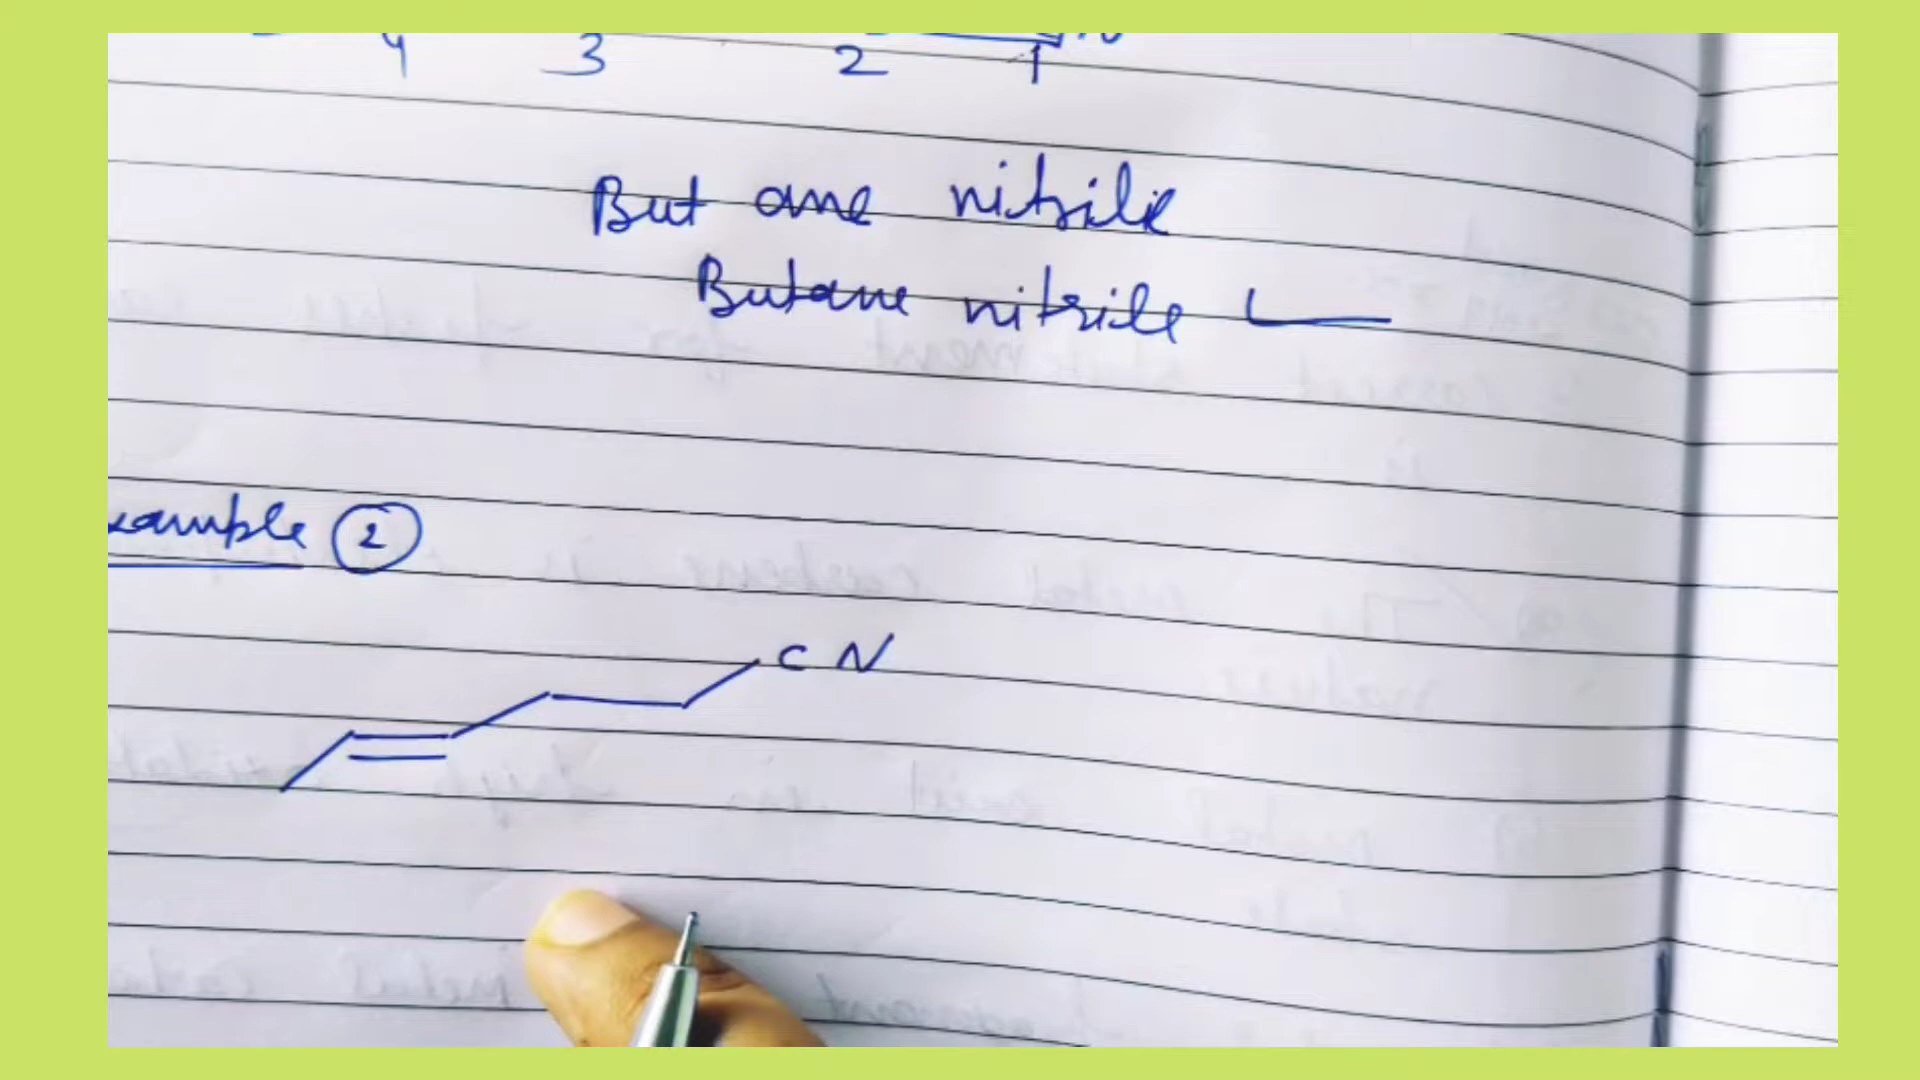 4 3 2 1
But ane nitrile
Butane nitrile
xample 2
CN